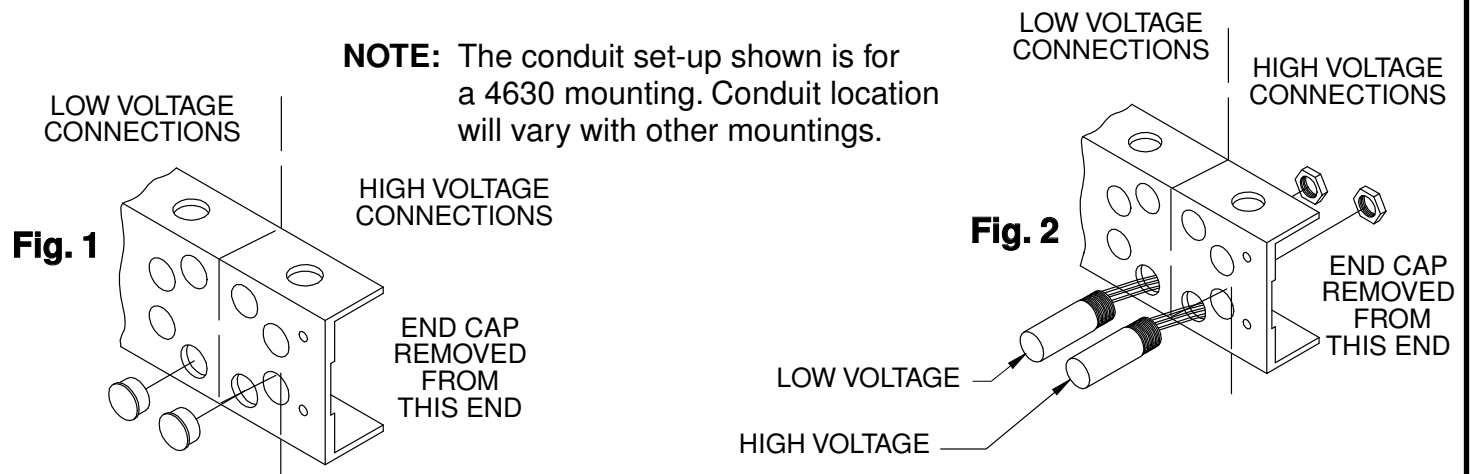 NOTE: The conduit set-up shown is for
a 4630 mounting. Conduit location
will vary with other mountings.
LOW VOLTAGE
CONNECTIONS
HIGH VOLTAGE
CONNECTIONS
Fig. 1
END CAP
REMOVED
FROM
THIS END
LOW VOLTAGE
CONNECTIONS
HIGH VOLTAGE
CONNECTIONS
Fig. 2
END CAP
REMOVED
FROM
THIS END
LOW VOLTAGE
HIGH VOLTAGE